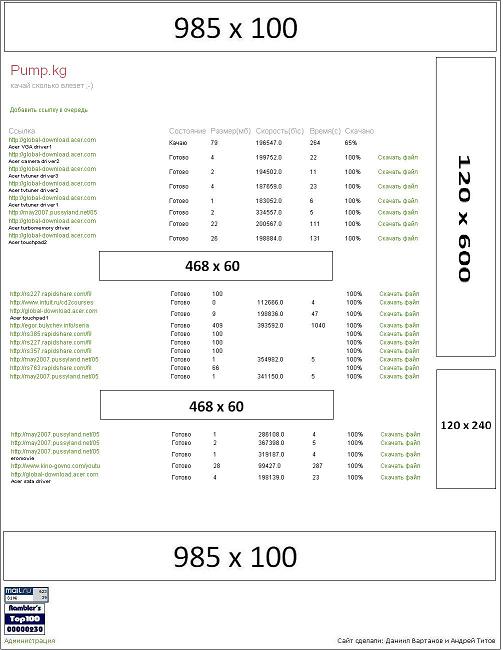 985 x 100
Pump.kg
качай сколько влезет ;-)
Добавить ссылку в очередь
Ссылка Состояние Размер(мб) Скорость(б\с) Время(с) Скачано
http://global-download.acer.com Качаю 79 196547.0 264 65%
Acer VGA driver1
http://global-download.acer.com Готово 4 199752.0 22 100% Скачать файл
Acer camera driver2
http://global-download.acer.com Готово 2 194502.0 11 100% Скачать файл
Acer tvtuner driver3
http://global-download.acer.com Готово 4 187659.0 23 100% Скачать файл
Acer tvtuner driver2
http://global-download.acer.com Готово 1 183052.0 6 100% Скачать файл
Acer tvtuner driver1
http://may2007.pussyland.net/05 Готово 2 334557.0 5 100% Скачать файл
http://global-download.acer.com Готово 22 200567.0 111 100% Скачать файл
Acer turbomemory driver
http://global-download.acer.com Готово 26 198884.0 131 100% Скачать файл
Acer touchpad2
120 x 600
468 x 60
http://rs227.rapidshare.com/fil Готово 100 100% Скачать файл
http://www.intuit.ru/cd2courses Готово 0 112686.0 4 100% Скачать файл
http://global-download.acer.com Готово 9 198836.0 47 100% Скачать файл
Acer touchpad1
http://egor.bulychev.info/seria Готово 409 393592.0 1040 100% Скачать файл
http://rs385.rapidshare.com/fil Готово 100 100% Скачать файл
http://rs227.rapidshare.com/fil Готово 100 100% Скачать файл
http://rs357.rapidshare.com/fil Готово 100 100% Скачать файл
http://may2007.pussyland.net/05 Готово 1 354982.0 5 100% Скачать файл
http://rs763.rapidshare.com/fil Готово 66 100% Скачать файл
http://may2007.pussyland.net/05 Готово 1 341150.0 5 100% Скачать файл
468 x 60
120 x 240
http://may2007.pussyland.net/05 Готово 1 286108.0 4 100% Скачать файл
http://may2007.pussyland.net/05 Готово 2 367398.0 5 100% Скачать файл
http://may2007.pussyland.net/05 Готово 1 319187.0 4 100% Скачать файл
eromovie
http://www.kino-govno.com/youtu Готово 28 99427.0 287 100% Скачать файл
http://global-download.acer.com Готово 4 198139.0 23 100% Скачать файл
Acer sata driver
985 x 100
mail.ru
Rambler's
Top100
00000230
Администрация Сайт сделали: Даниил Вартанов и Андрей Титов